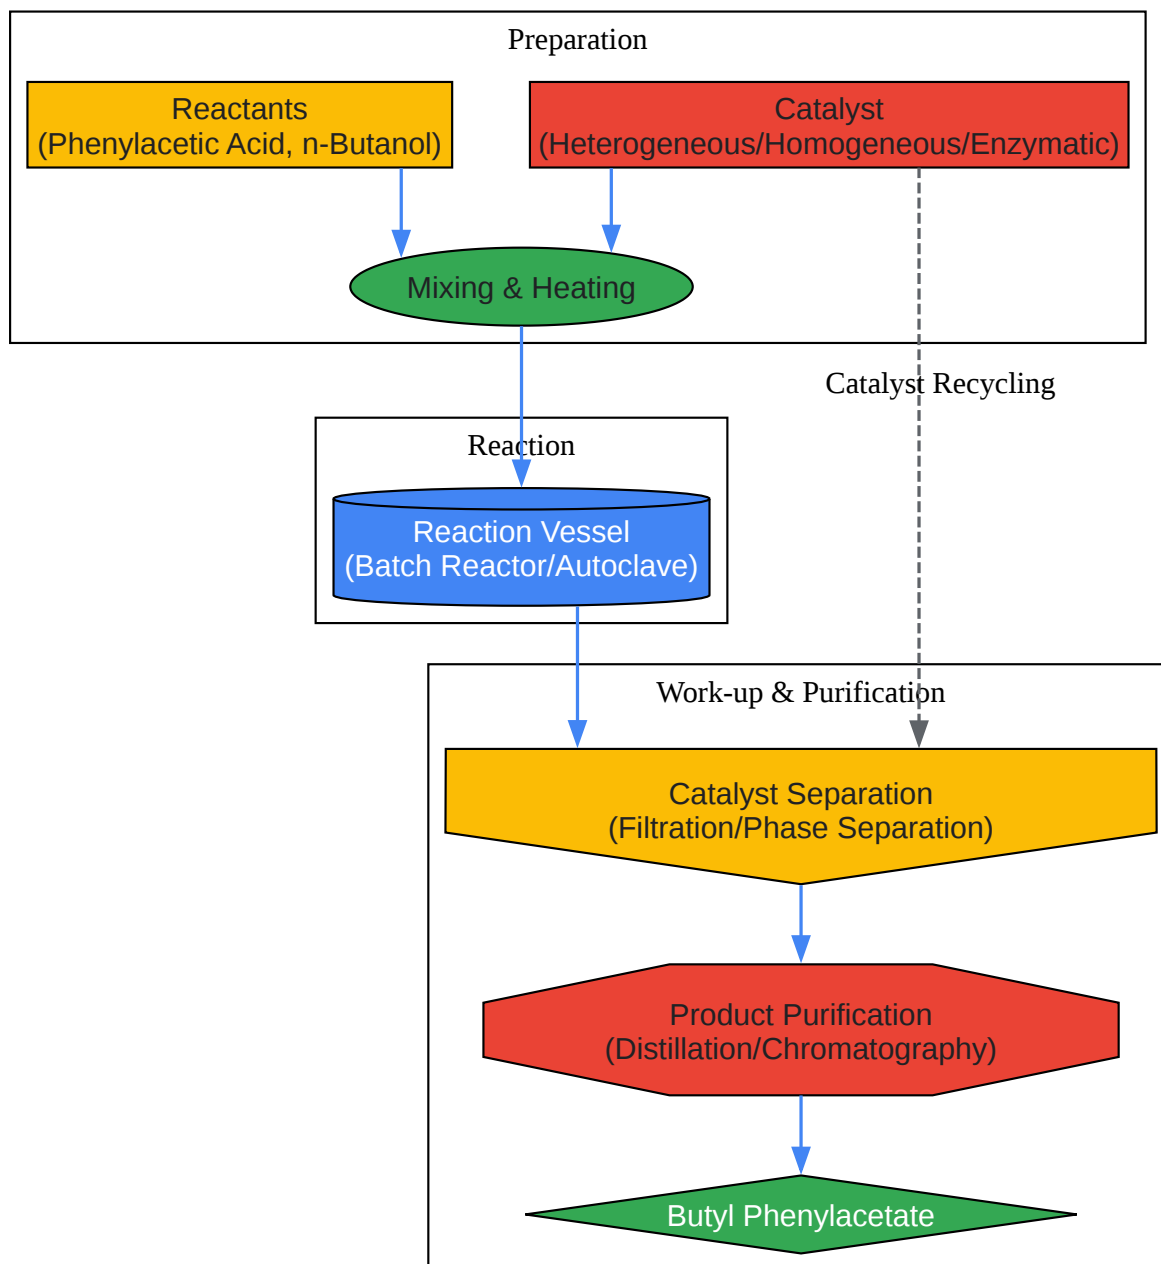 Preparation
Reactants
(Phenylacetic Acid, n-Butanol)
Catalyst
(Heterogeneous/Homogeneous/Enzymatic)
Mixing & Heating
Catalyst Recycling
Reaction
Reaction Vessel
(Batch Reactor/Autoclave)
Work-up & Purification
Catalyst Separation
(Filtration/Phase Separation)
Product Purification
(Distillation/Chromatography)
Butyl Phenylacetate